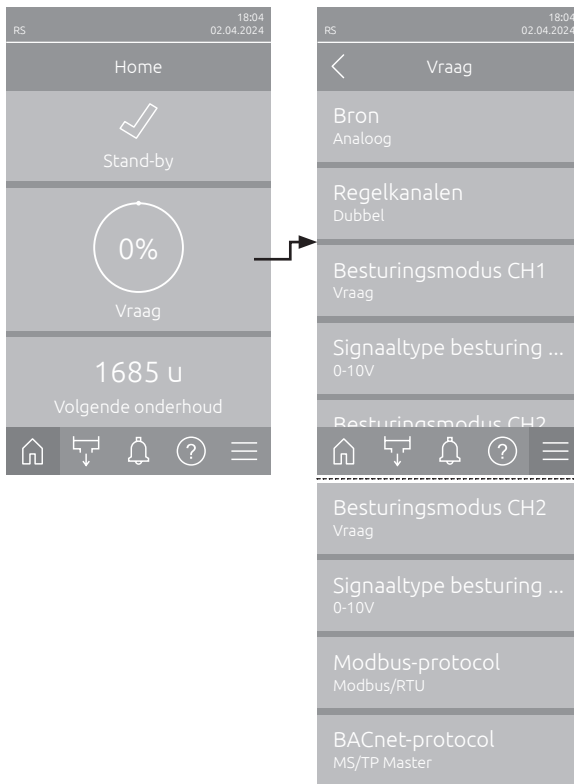 18:04
RS 02.04.2024
Home
Stand-by
0%
Vraag
1685 u
Volgende onderhoud
?
18:04
RS 02.04.2024
Vraag
Bron
Analoog
Regelkanalen
Dubbel
Besturingsmodus CH1
Vraag
Signaaltype besturing ...
0-10V
Besturingsmodus CH2
?
Besturingsmodus CH2
Vraag
Signaaltype besturing ...
0-10V
Modbus-protocol
Modbus/RTU
BACnet-protocol
MS/TP Master